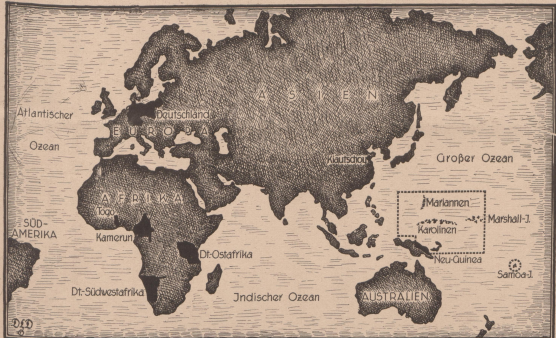 Atlantischer
Ozean
Deutschland
EUROPA
ASIEN
Kiautschou
Großer Ozean
AFRIKA
Togo
Kamerun
SÜD-
AMERIKA
Dt.-Ostafrika
Dt.-Südwestafrika
Jndischer Ozean
Mariannen
Karolinen
Marshall-J.
Neu-Guinea
Samoa-J.
AUSTRALIEN